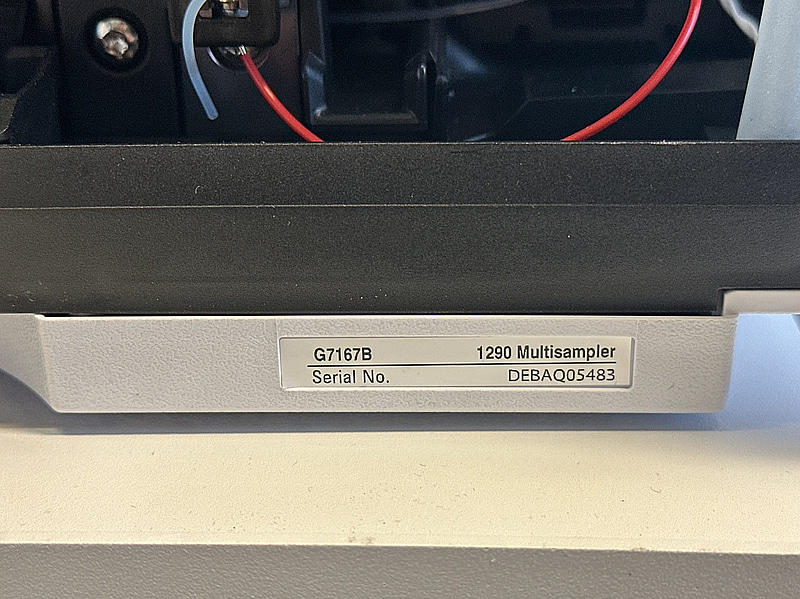 G7167B 1290 Multisampler
Serial No. DEBAQ05483